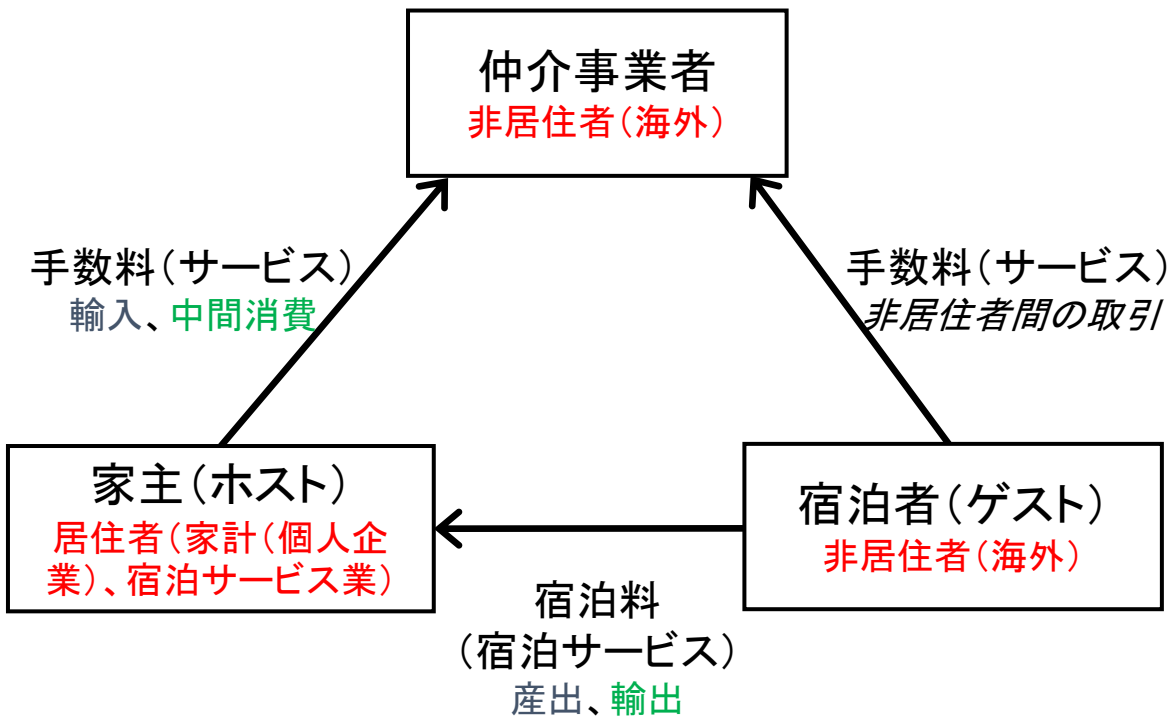 仲介事業者
非居住者（海外）
手数料（サービス）
輸入、中間消費
手数料（サービス）
非居住者間の取引
家主（ホスト）
居住者（家計（個人企
業）、宿泊サービス業）
宿泊者（ゲスト）
非居住者（海外）
宿泊料
（宿泊サービス）
産出、輸出